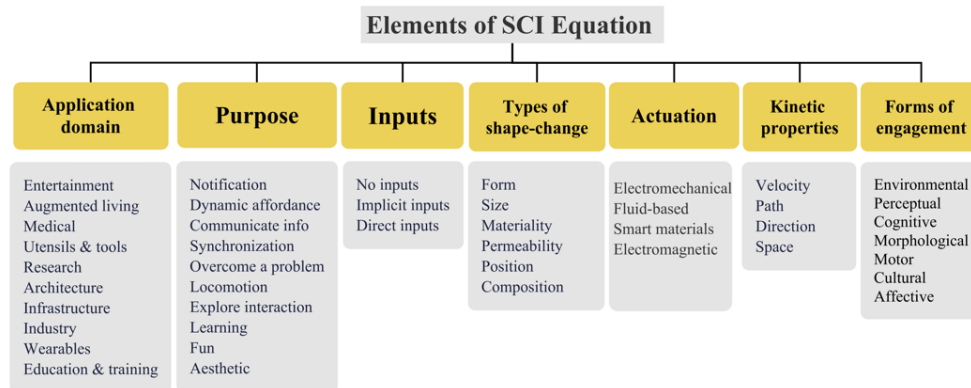 Elements of SCI Equation
Application
domain
Entertainment
Augmented living
Medical
Utensils & tools
Research
Architecture
Infrastructure
Industry
Wearables
Education & training
Purpose
Notification
Dynamic affordance
Communicate info
Synchronization
Overcome a problem
Locomotion
Explore interaction
Learning
Fun
Aesthetic
Inputs
No inputs
Implicit inputs
Direct inputs
Types of
shape-change
Form
Size
Materiality
Permeability
Position
Composition
Actuation
Electromechanical
Fluid-based
Smart materials
Electromagnetic
Kinetic
properties
Velocity
Path
Direction
Space
Forms of
engagement
Environmental
Perceptual
Cognitive
Morphological
Motor
Cultural
Affective